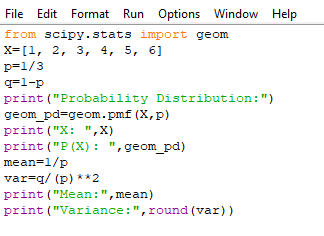 File Edit Format Run Options Window Help
from scipy.stats import geom
X=[1, 2, 3, 4, 5, 6]
p=1/3
q=1-p
print("Probability Distribution:")
geom_pd=geom.pmf(X,p)
print("X: ",X)
print("P(X): ",geom_pd)
mean=1/p
var=q/(p)**2
print("Mean:",mean)
print("Variance:",round(var))